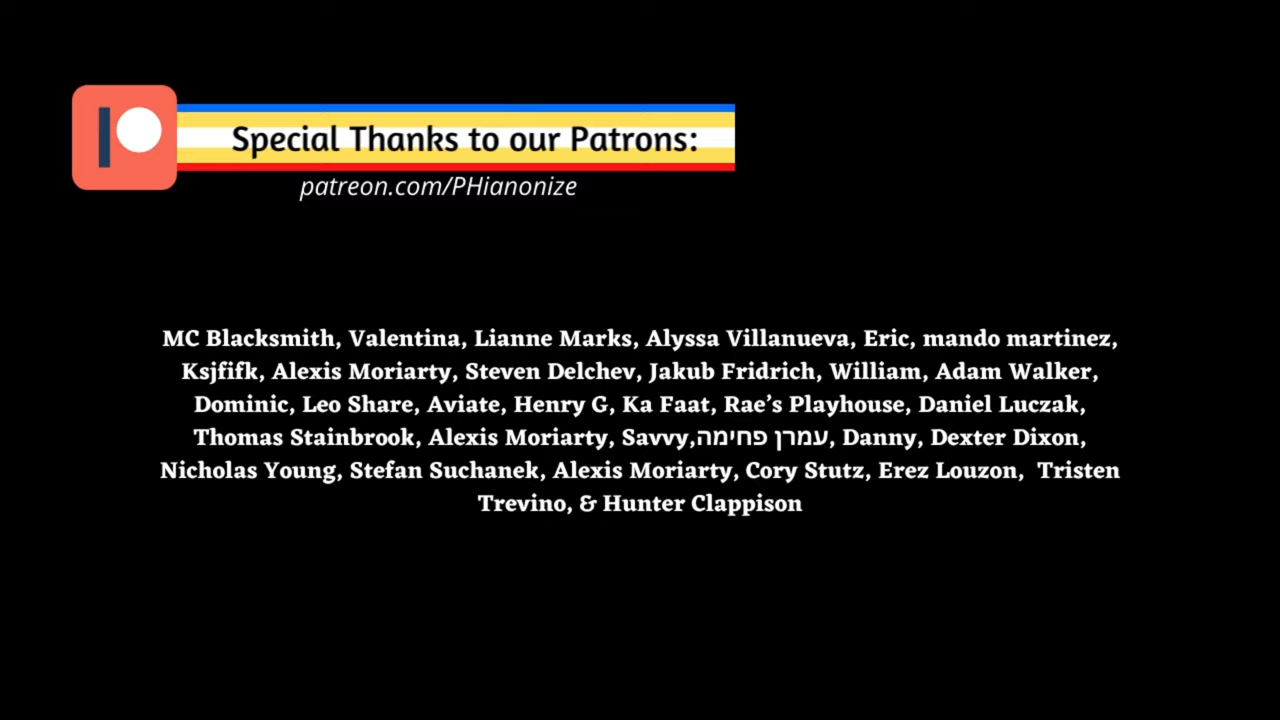 Special Thanks to our Patrons:
patreon.com/PHianonize
MC Blacksmith, Valentina, Lianne Marks, Alyssa Villanueva, Eric, mando martinez,
Ksjfifk, Alexis Moriarty, Steven Delchev, Jakub Fridrich, William, Adam Walker,
Dominic, Leo Share, Aviate, Henry G, Ka Faat, Rae’s Playhouse, Daniel Luczak,
Thomas Stainbrook, Alexis Moriarty, Savvy,עמרן פחימה, Danny, Dexter Dixon,
Nicholas Young, Stefan Suchanek, Alexis Moriarty, Cory Stutz, Erez Louzon, Tristen
Trevino, & Hunter Clappison